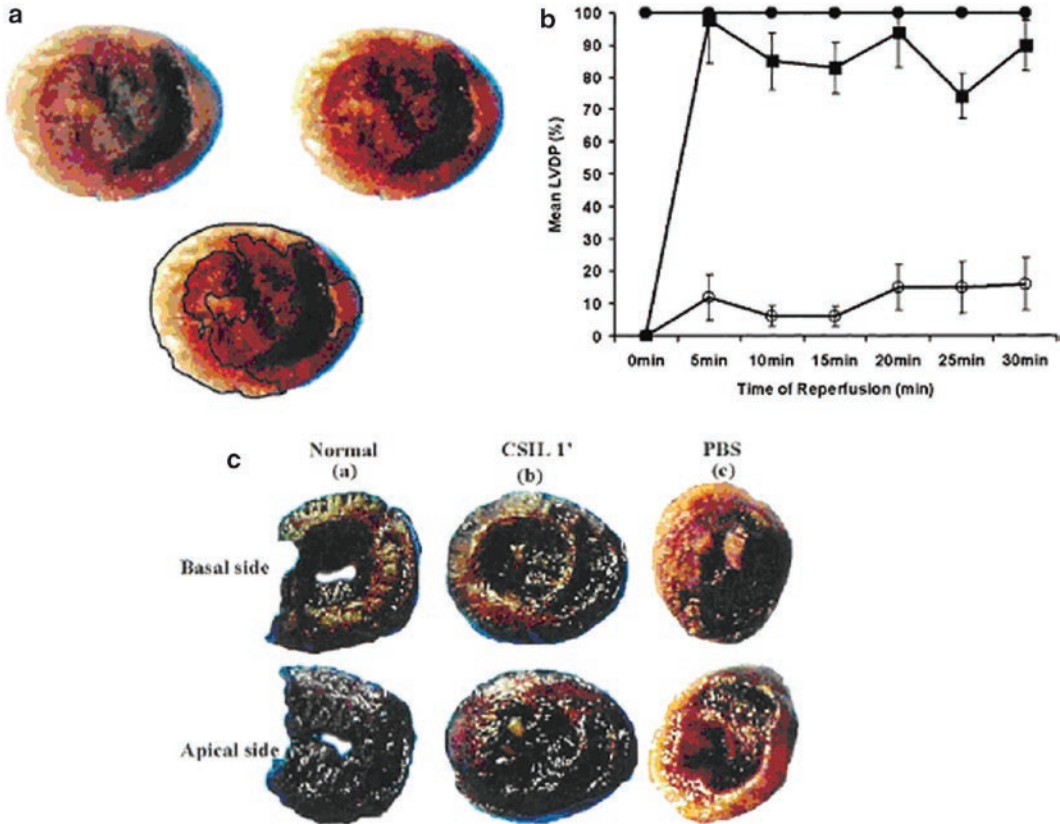 a
b
100
90
80
70
60
50
40
30
20
10
0
Mean LVDP (%)
0min 5min 10min 15min 20min 25min 30min
Time of Reperfusion (min)
c
Normal CSIL 1' PBS
(a) (b) (c)
Basal side
Apical side